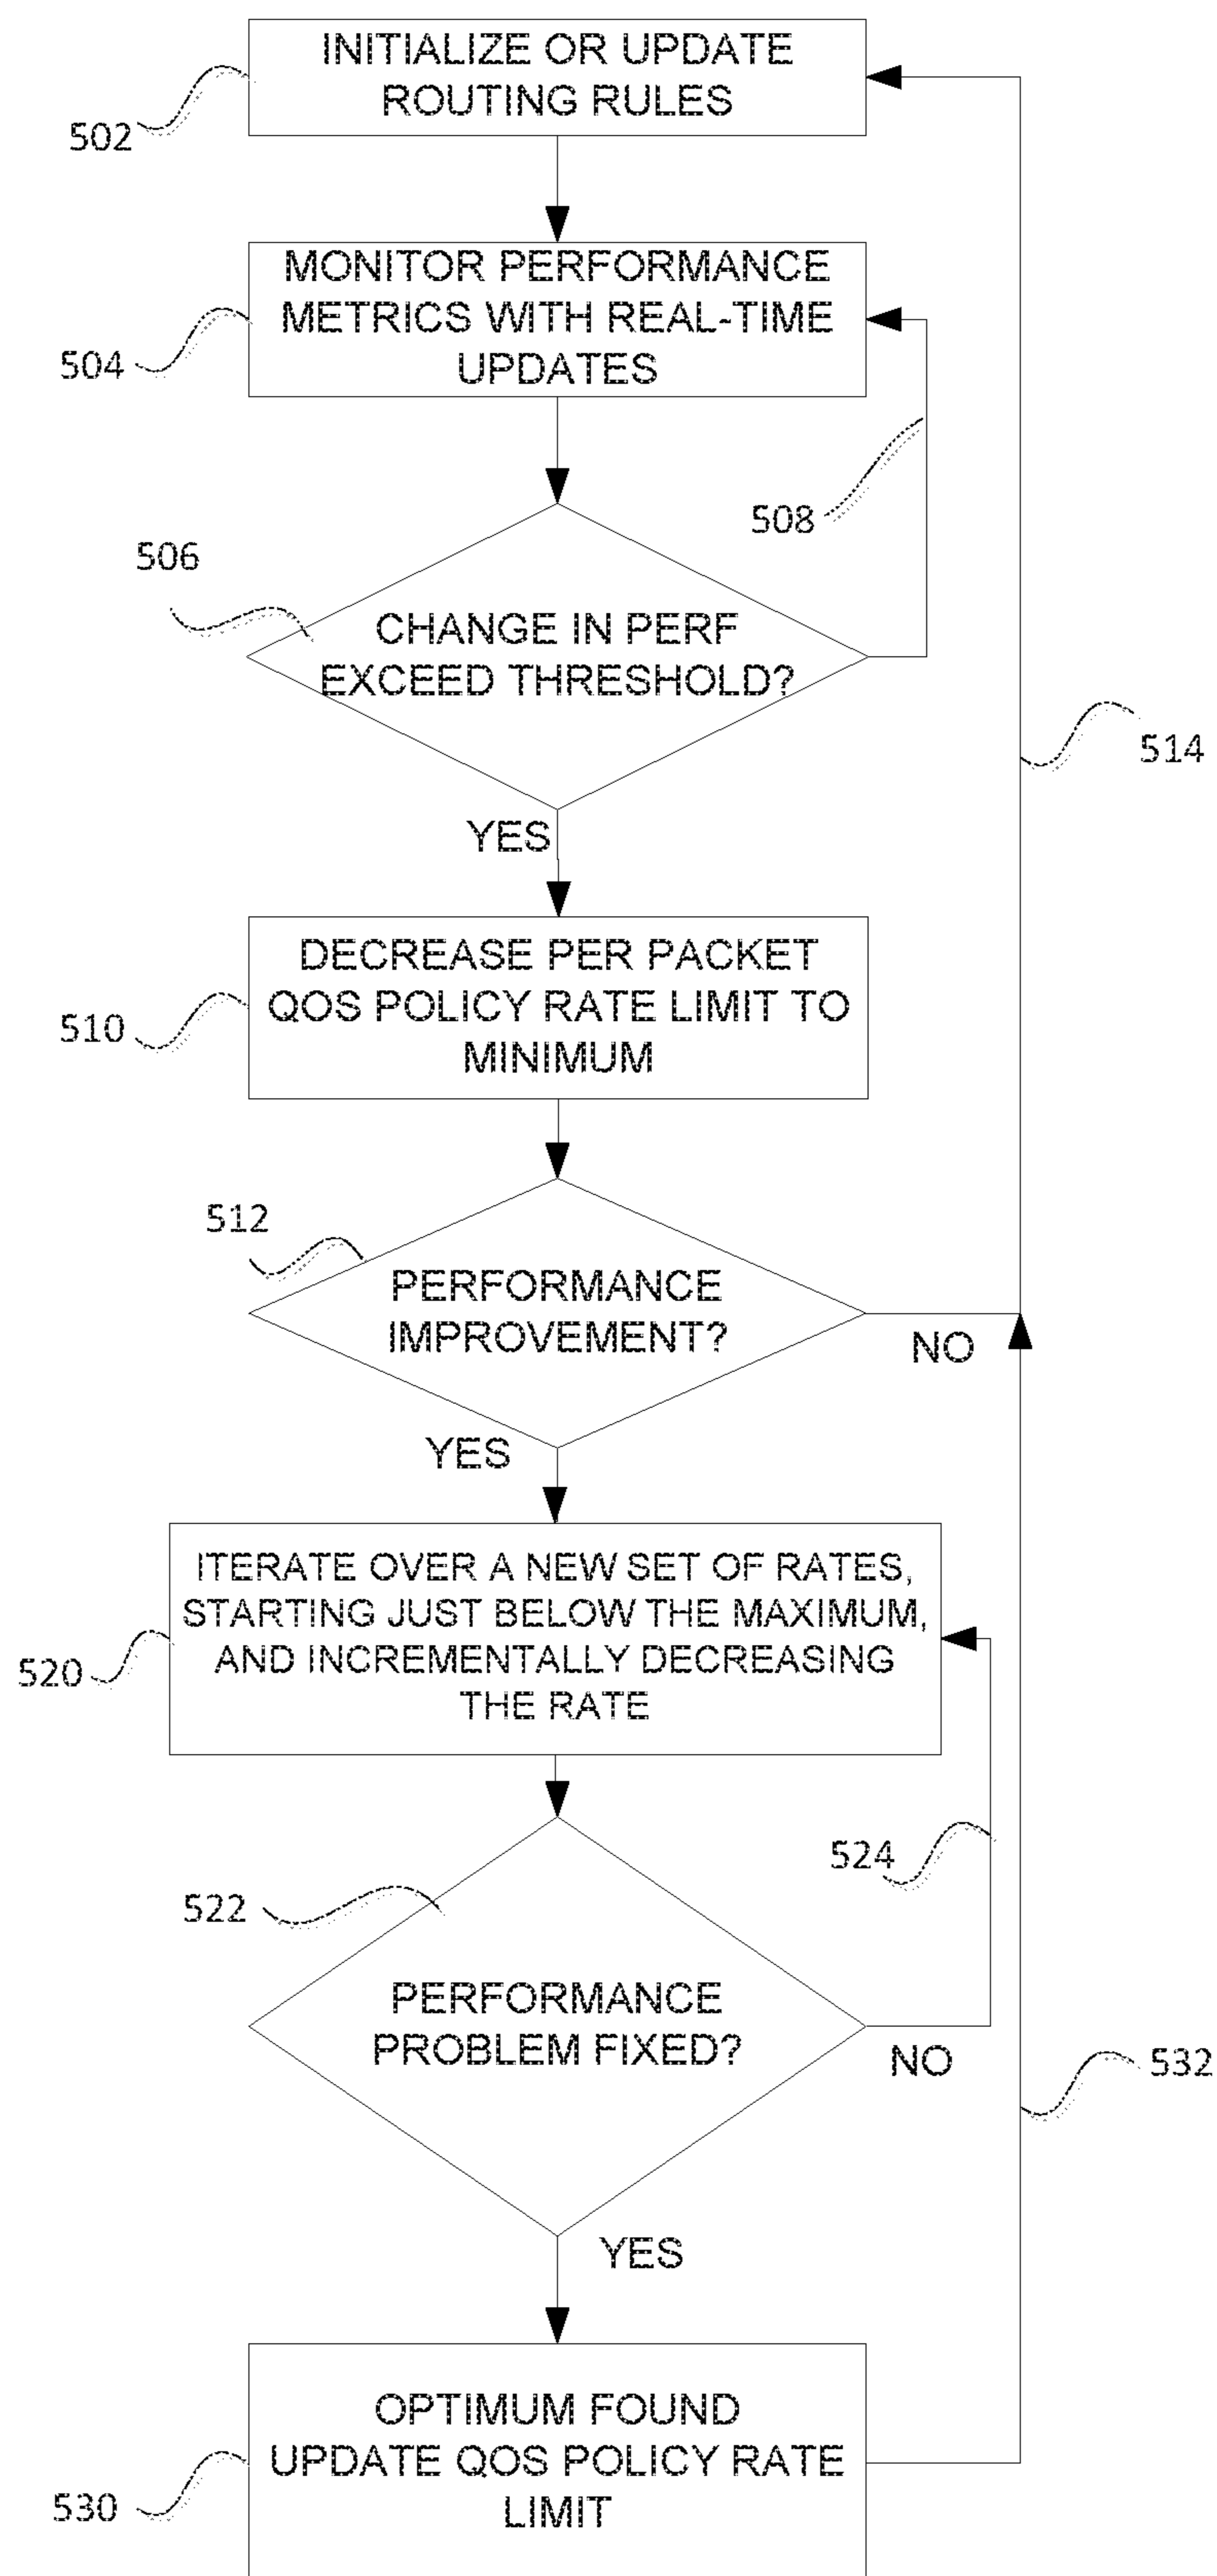 INITIALIZE OR UPDATE
ROUTING RULES
502
MONITOR PERFORMANCE
METRICS WITH REAL-TIME
UPDATES
504
508
506
CHANGE IN PERF
EXCEED THRESHOLD?
514
YES
DECREASE PER PACKET
QOS POLICY RATE LIMIT TO
MINIMUM
510
512
PERFORMANCE
IMPROVEMENT?
NO
YES
ITERATE OVER A NEW SET OF RATES,
STARTING JUST BELOW THE MAXIMUM,
AND INCREMENTALLY DECREASING
THE RATE
520
524
522
PERFORMANCE
PROBLEM FIXED?
NO
532
YES
OPTIMUM FOUND
UPDATE QOS POLICY RATE
LIMIT
530